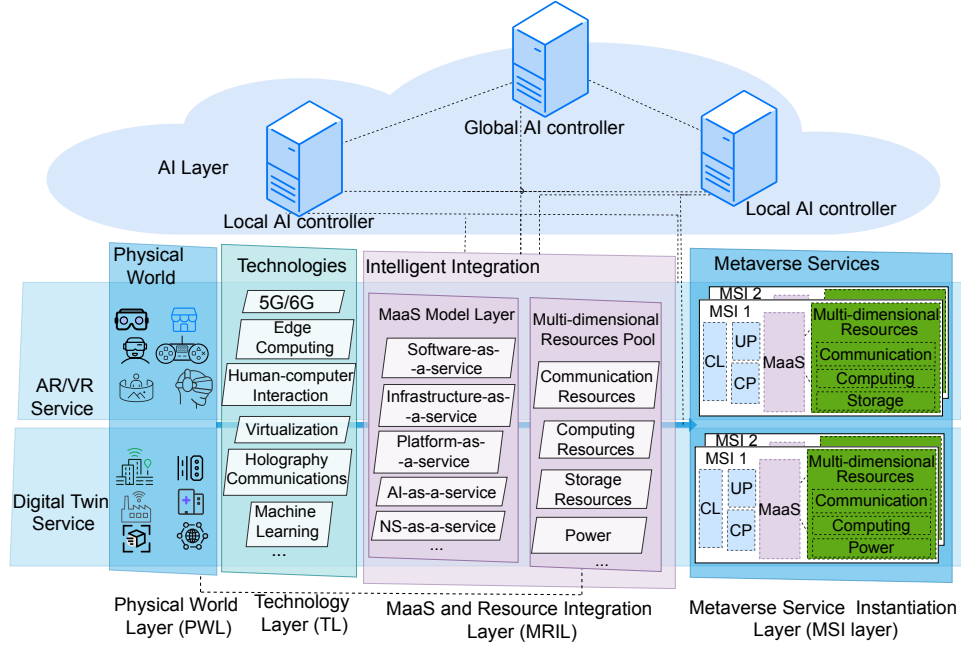 Global AI controller
AI Layer
Local AI controller
Local AI controller
Physical
World
Technologies
5G/6G
Edge
Computing
Human-computer
Interaction
Virtualization
Holography
Communications
Machine
Learning
...
Intelligent Integration
MaaS Model Layer
Software-as-
-a-service
Infrastructure-as-
-a-service
Platform-as-
-a-service
AI-as-a-service
NS-as-a-service
...
Multi-dimensional
Resources Pool
Communication
Resources
Computing
Resources
Storage
Resources
Power
...
Metaverse Services
MSI 2
MSI 1
CL
UP
CP
MaaS
Multi-dimensional
Resources
Communication
Computing
Storage
MSI 2
MSI 1
CL
UP
CP
MaaS
Multi-dimensional
Resources
Communication
Computing
Power
AR/VR
Service
Digital Twin
Service
Physical World
Layer (PWL)
Technology
Layer (TL)
MaaS and Resource Integration
Layer (MRIL)
Metaverse Service Instantiation
Layer (MSI layer)